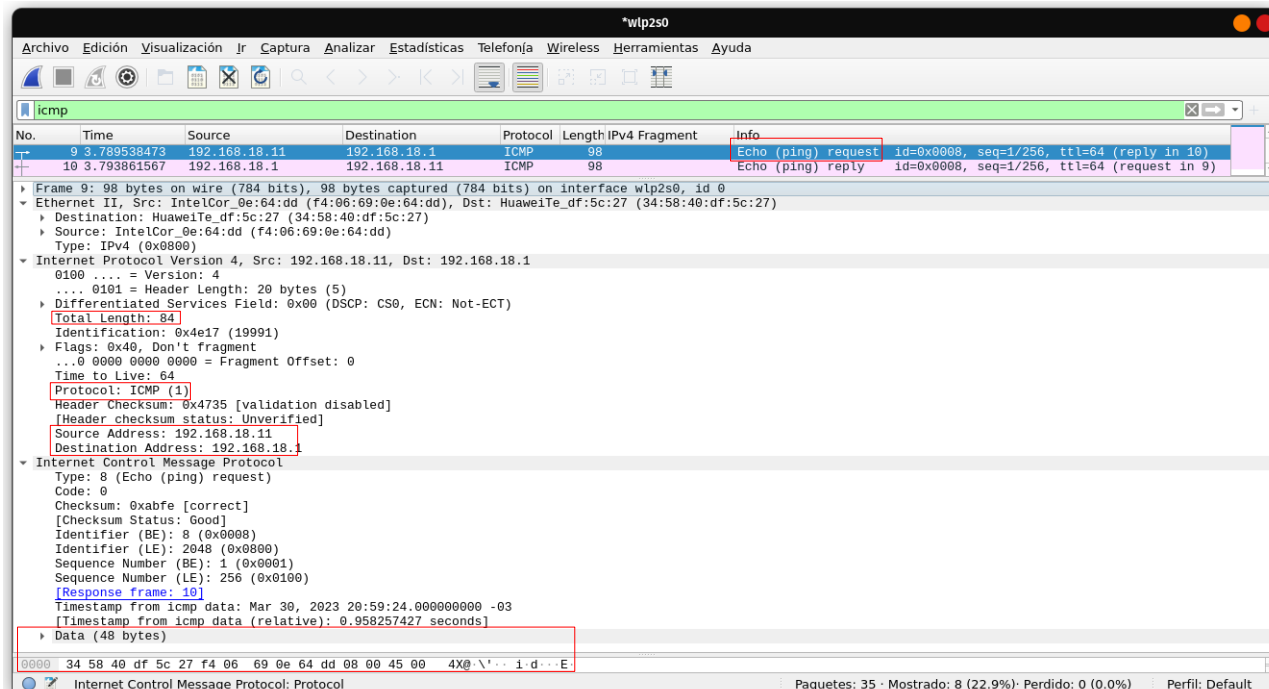 *wlp2s0
Archivo Edición Visualización Ir Captura Analizar Estadísticas Telefonía Wireless Herramientas Ayuda
icmp
No. Time Source Destination Protocol Length IPv4 Fragment Info
9 3.789538473 192.168.18.11 192.168.18.1 ICMP 98 Echo (ping) request id=0x0008, seq=1/256, ttl=64 (reply in 10)
10 3.793861567 192.168.18.1 192.168.18.11 ICMP 98 Echo (ping) reply id=0x0008, seq=1/256, ttl=64 (request in 9)
Frame 9: 98 bytes on wire (784 bits), 98 bytes captured (784 bits) on interface wlp2s0, id 0
Ethernet II, Src: IntelCor_0e:64:dd (f4:06:69:0e:64:dd), Dst: HuaweiTe_df:5c:27 (34:58:40:df:5c:27)
Destination: HuaweiTe_df:5c:27 (34:58:40:df:5c:27)
Source: IntelCor_0e:64:dd (f4:06:69:0e:64:dd)
Type: IPv4 (0x0800)
Internet Protocol Version 4, Src: 192.168.18.11, Dst: 192.168.18.1
0100 .... = Version: 4
.... 0101 = Header Length: 20 bytes (5)
Differentiated Services Field: 0x00 (DSCP: CS0, ECN: Not-ECT)
Total Length: 84
Identification: 0x4e17 (19991)
Flags: 0x40, Don't fragment
...0 0000 0000 0000 = Fragment Offset: 0
Time to Live: 64
Protocol: ICMP (1)
Header Checksum: 0x4735 [validation disabled]
[Header checksum status: Unverified]
Source Address: 192.168.18.11
Destination Address: 192.168.18.1
Internet Control Message Protocol
Type: 8 (Echo (ping) request)
Code: 0
Checksum: 0xabfe [correct]
[Checksum Status: Good]
Identifier (BE): 8 (0x0008)
Identifier (LE): 2048 (0x0800)
Sequence Number (BE): 1 (0x0001)
Sequence Number (LE): 256 (0x0100)
[Response frame: 10]
Timestamp from icmp data: Mar 30, 2023 20:59:24.000000000 -03
[Timestamp from icmp data (relative): 0.958257427 seconds]
Data (48 bytes)
0000 34 58 40 df 5c 27 f4 06 69 0e 64 dd 08 00 45 00 4X@·\'·· i·d···E·
Internet Control Message Protocol: Protocol Paquetes: 35 · Mostrado: 8 (22.9%)· Perdido: 0 (0.0%) Perfil: Default